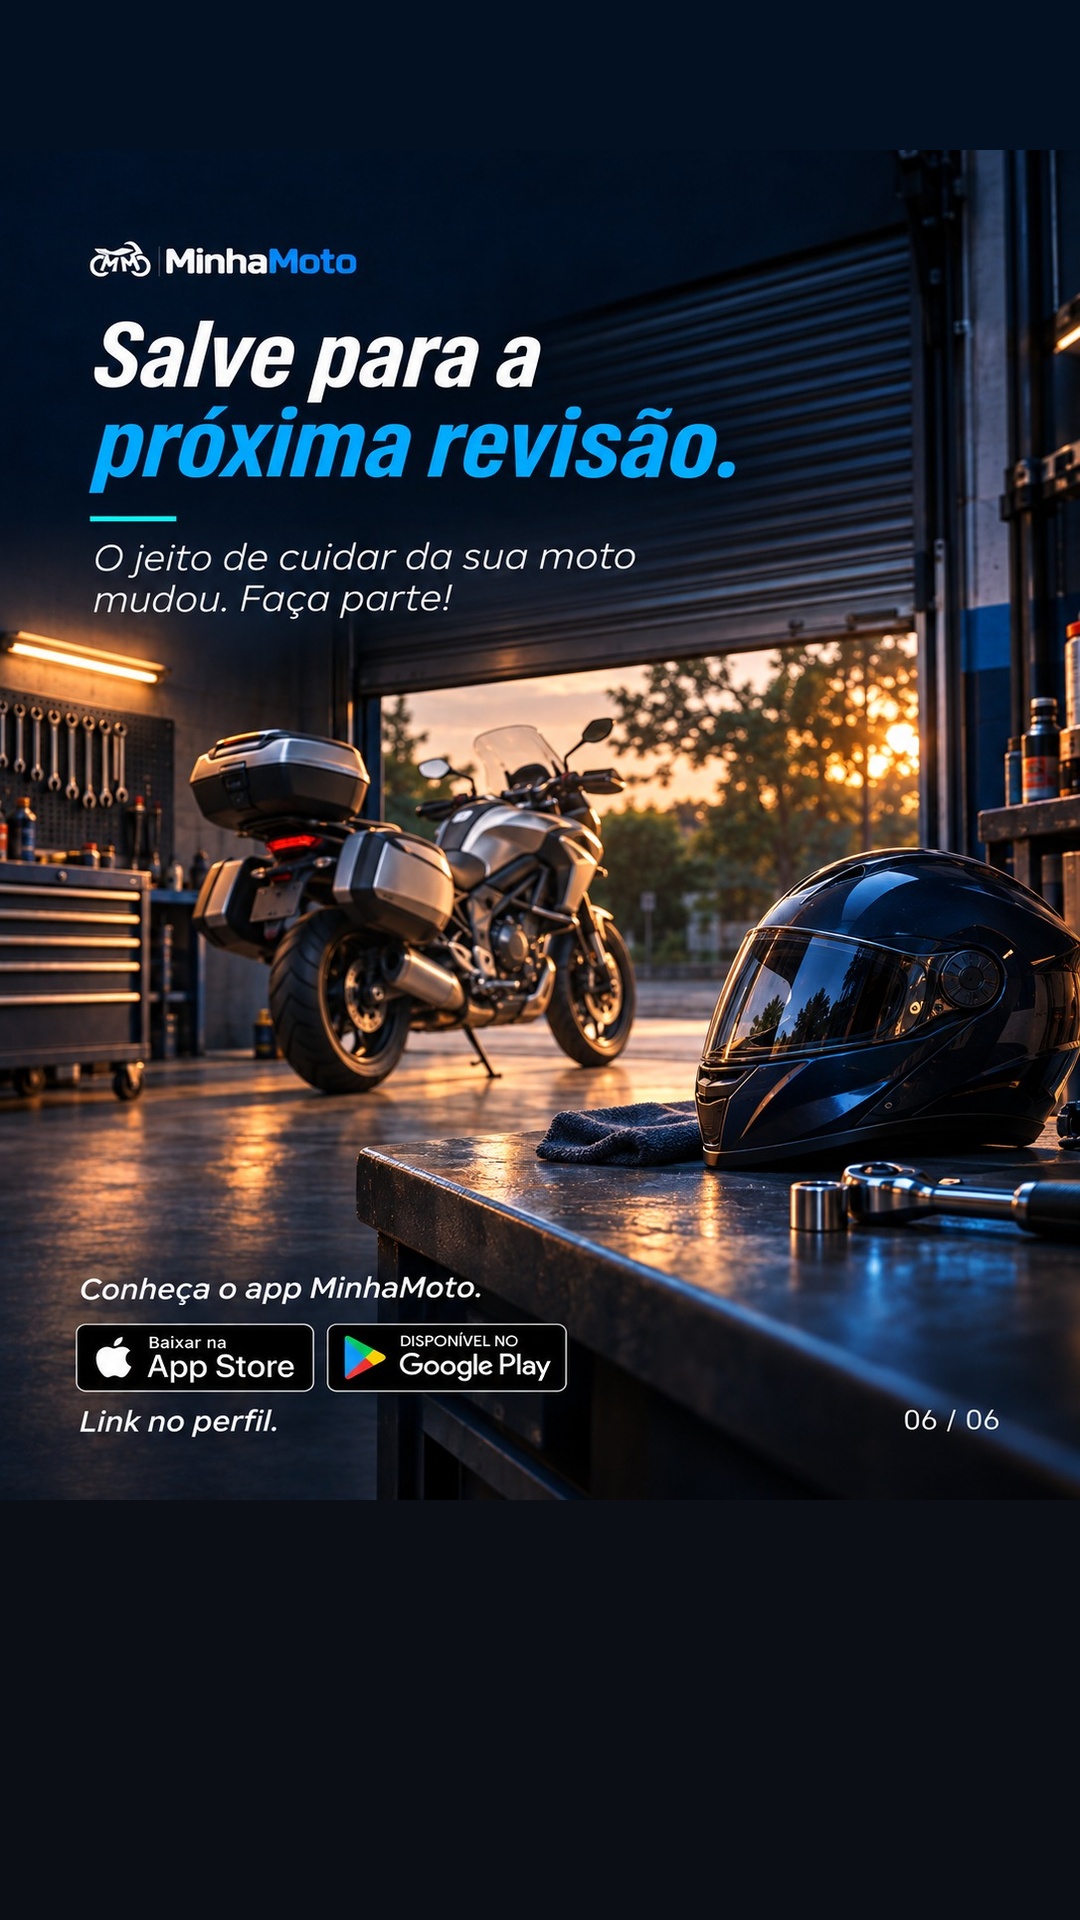 MM MinhaMoto
Salve para a
próxima revisão.
O jeito de cuidar da sua moto
mudou. Faça parte!
Conheça o app MinhaMoto.
Baixar na
App Store
DISPONÍVEL NO
Google Play
Link no perfil.
06 / 06